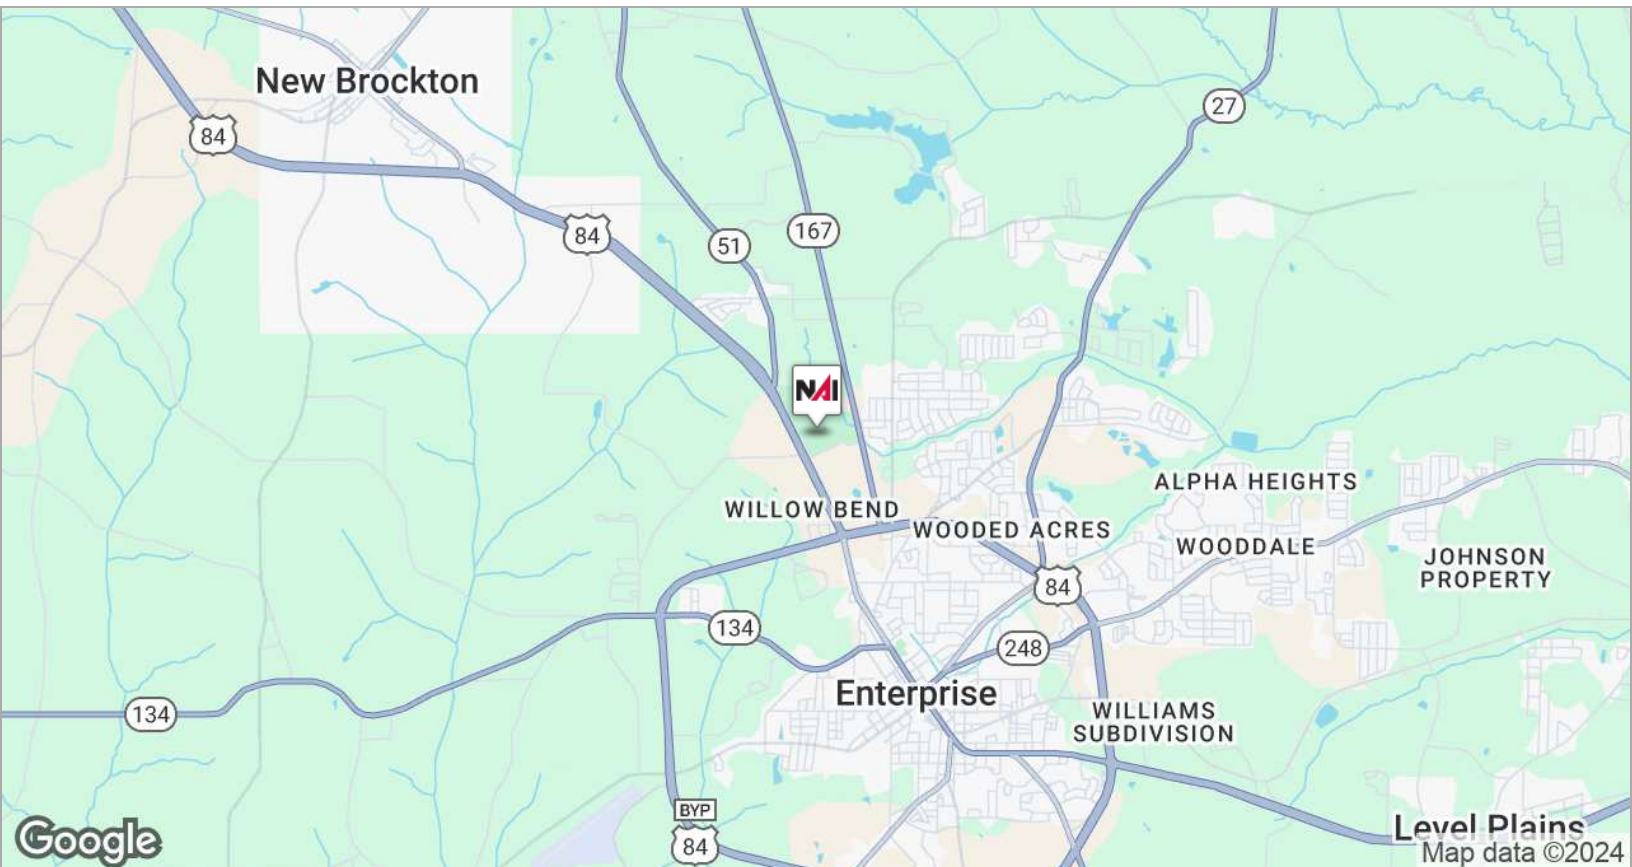 New Brockton
27
84
167
84
51
NAI
ALPHA HEIGHTS
WILLOW BEND
WOODED ACRES
WOODDALE
JOHNSON
PROPERTY
84
134
248
Enterprise
134
WILLIAMS
SUBDIVISION
BYP
84
Level Plains
Google
Map data ©2024